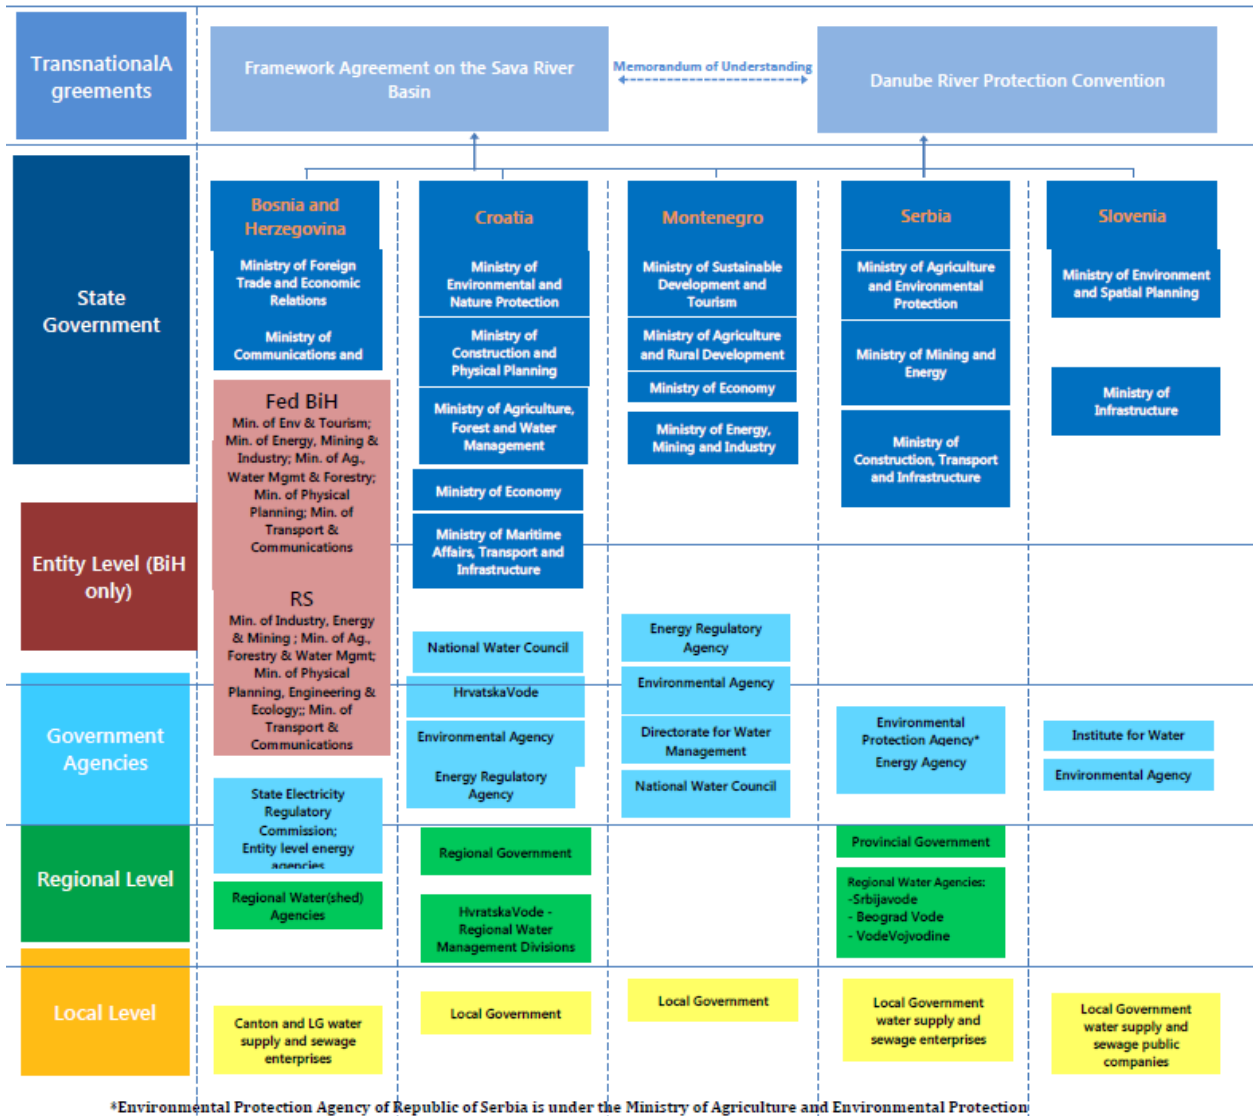 TransnationalA
greements
Framework Agreement on the Sava River
Basin
Memorandum of Understanding
Danube River Protection Convention
State
Government
Bosnia and
Herzegovina
Ministry of Foreign
Trade and Economic
Relations
Ministry of
Communications and
Croatia
Ministry of
Environmental and
Nature Protection
Ministry of
Construction and
Physical Planning
Ministry of Agriculture,
Forest and Water
Management
Ministry of Economy
Ministry of Maritime
Affairs, Transport and
Infrastructure
Montenegro
Ministry of Sustainable
Development and
Tourism
Ministry of Agriculture
and Rural Development
Ministry of Economy
Ministry of Energy,
Mining and Industry
Serbia
Ministry of Agriculture
and Environmental
Protection
Ministry of Mining and
Energy
Ministry of
Construction, Transport
and Infrastructure
Slovenia
Ministry of Environment
and Spatial Planning
Ministry of
Infrastructure
Entity Level (BiH
only)
Fed BiH
Min. of Env & Tourism;
Min. of Energy, Mining &
Industry; Min. of Ag.,
Water Mgmt & Forestry;
Min. of Physical
Planning; Min. of
Transport &
Communications
RS
Min. of Industry, Energy
& Mining ; Min. of Ag.,
Forestry & Water Mgmt;
Min. of Physical
Planning, Engineering &
Ecology;; Min. of
Transport &
Communications
Government
Agencies
State Electricity
Regulatory
Commission;
Entity level energy
agencies
National Water Council
HrvatskaVode
Environmental Agency
Energy Regulatory
Agency
Energy Regulatory
Agency
Environmental Agency
Directorate for Water
Management
National Water Council
Environmental
Protection Agency*
Energy Agency
Institute for Water
Environmental Agency
Regional Level
Regional Water(shed)
Agencies
Regional Government
HvratskaVode -
Regional Water
Management Divisions
Provincial Government
Regional Water Agencies:
-Srbijavode
- Beograd Vode
- VodeVojvodine
Local Level
Canton and LG water
supply and sewage
enterprises
Local Government
Local Government
Local Government
water supply and
sewage enterprises
Local Government
water supply and
sewage public
companies
*Environmental Protection Agency of Republic of Serbia is under the Ministry of Agriculture and Environmental Protection